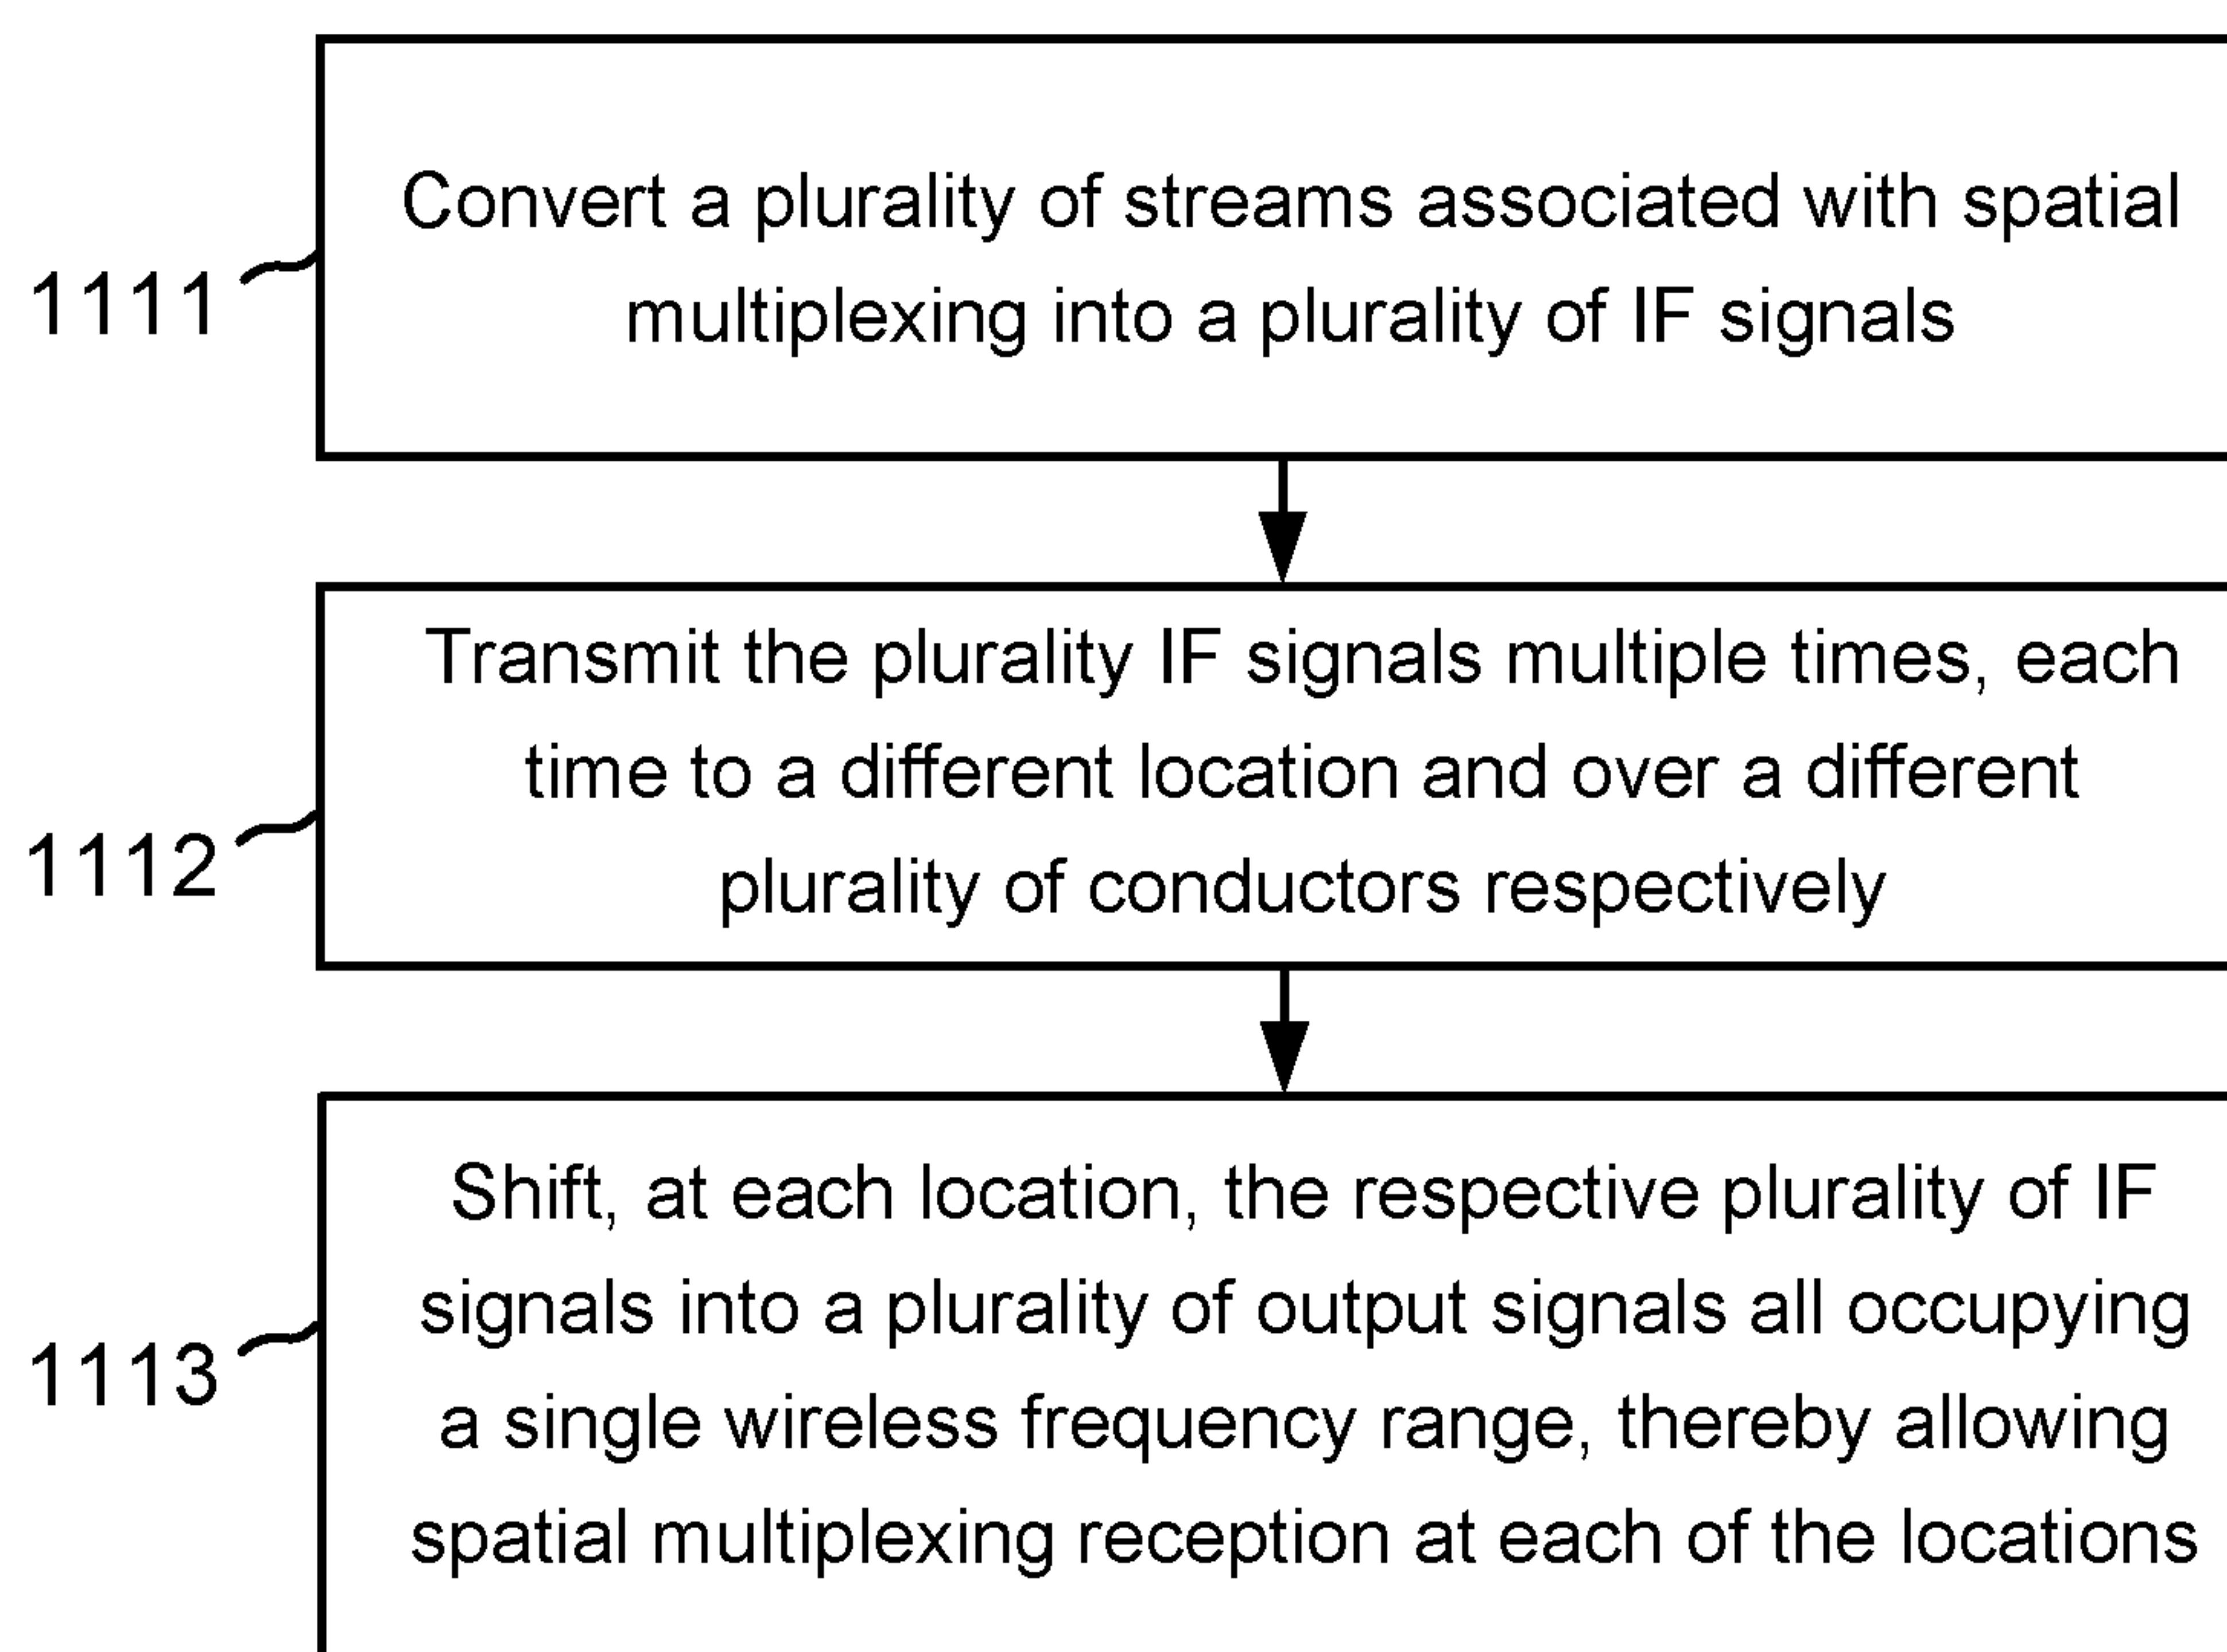 Convert a plurality of streams associated with spatial
multiplexing into a plurality of IF signals
1111
Transmit the plurality IF signals multiple times, each
time to a different location and over a different
plurality of conductors respectively
1112
Shift, at each location, the respective plurality of IF
signals into a plurality of output signals all occupying
a single wireless frequency range, thereby allowing
spatial multiplexing reception at each of the locations
1113